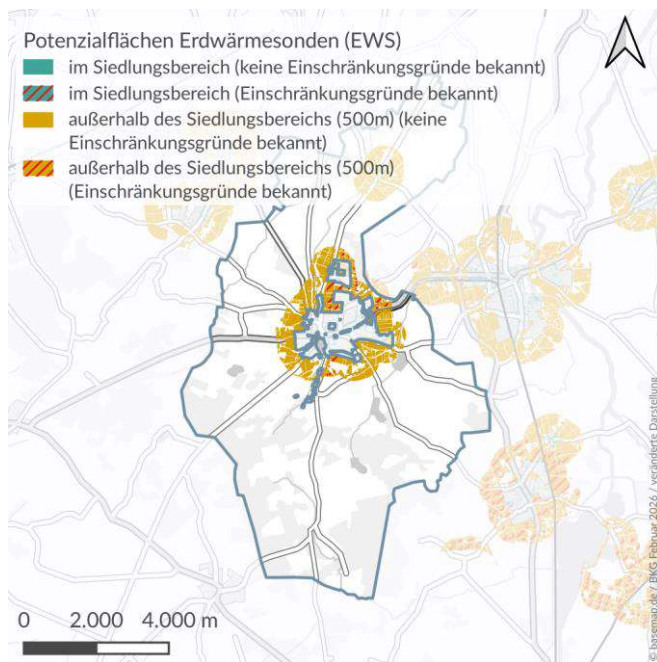 Potenzialflächen Erdwärmesonden (EWS)
im Siedlungsbereich (keine Einschränkungsgründe bekannt)
im Siedlungsbereich (Einschränkungsgründe bekannt)
außerhalb des Siedlungsbereichs (500m) (keine
Einschränkungsgründe bekannt)
außerhalb des Siedlungsbereichs (500m)
(Einschränkungsgründe bekannt)
0 2.000 4.000 m
© basemap.de / BKG Februar 2026 / veränderte Darstellung